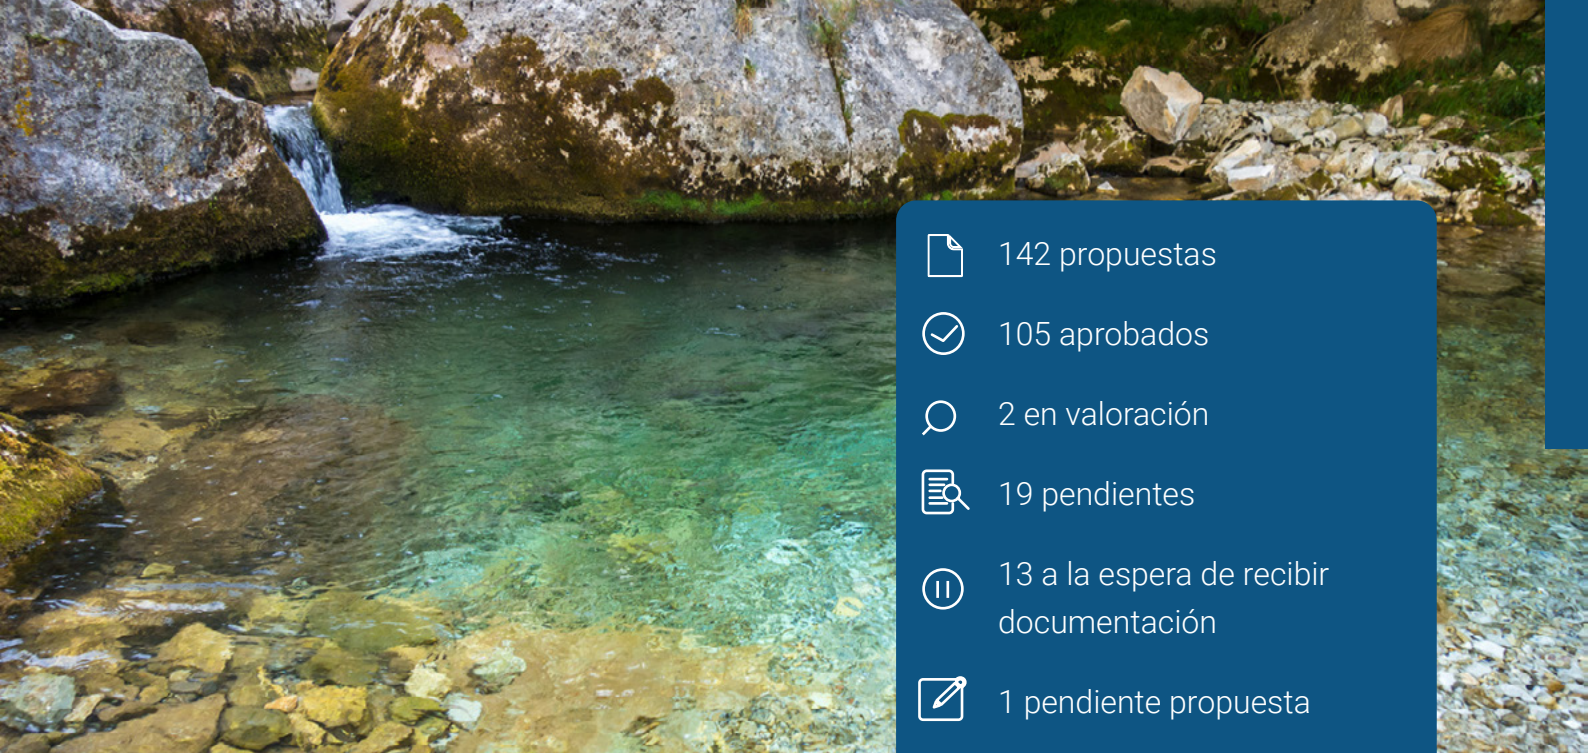 142 propuestas
105 aprobados
2 en valoración
19 pendientes
13 a la espera de recibir
documentación
1 pendiente propuesta